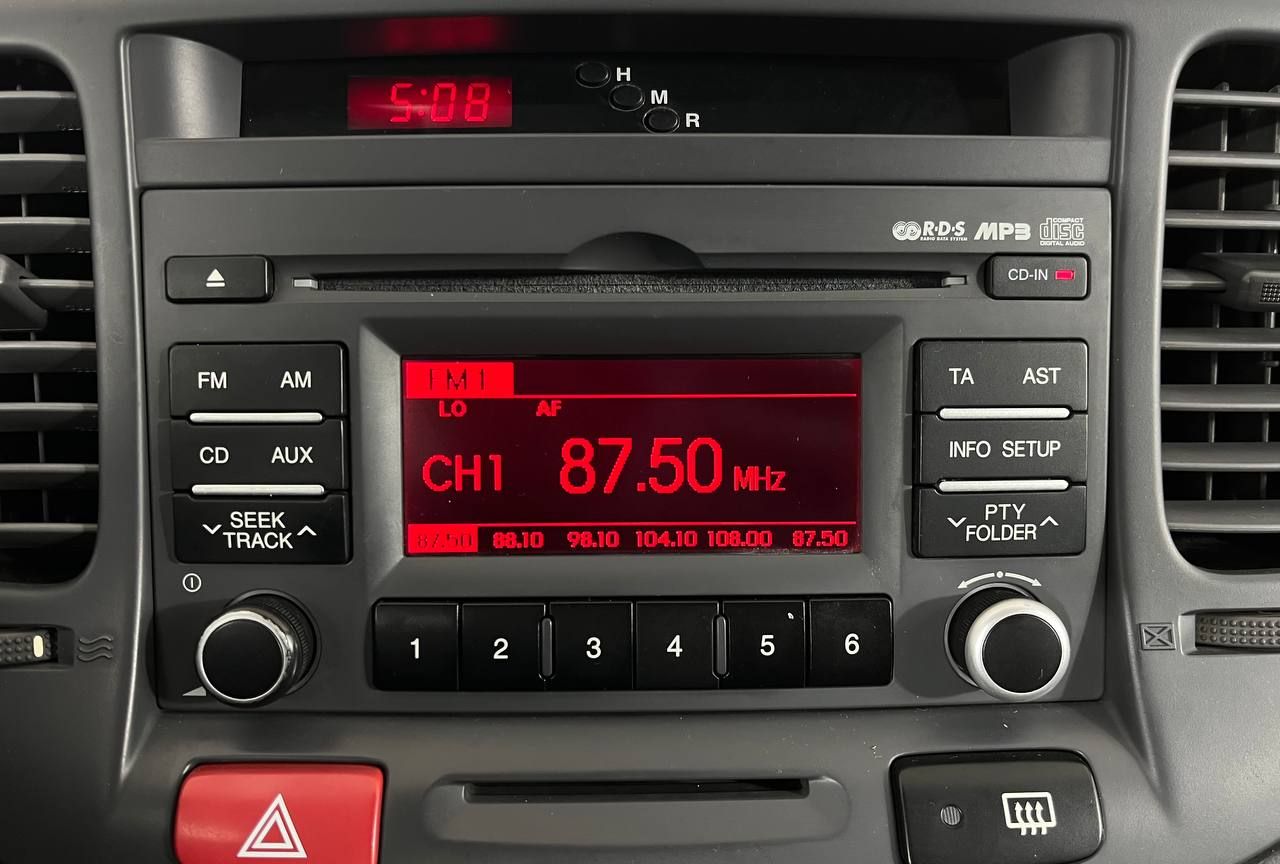 5:08
H
M
R
R·D·S
RADIO DATA SYSTEM
MP3
COMPACT
disc
DIGITAL AUDIO
CD-IN
FM AM
FM 1
TA AST
LO AF
CD AUX
CH1 87.50 MHz
INFO SETUP
SEEK
TRACK
PTY
FOLDER
87.50 88.10 98.10 104.10 108.00 87.50
1 2 3 4 5 6